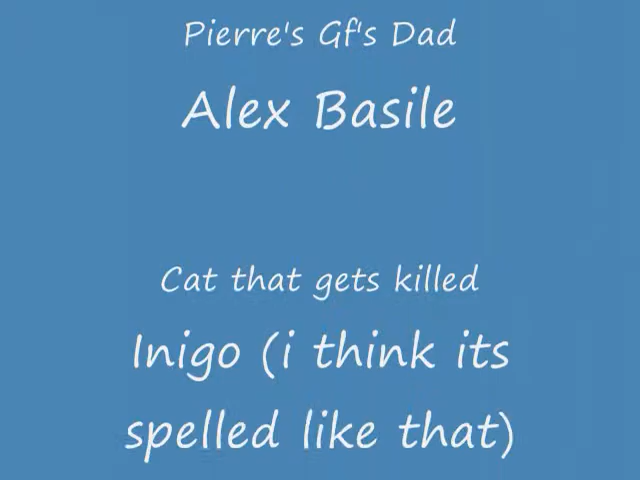 Pierre's Gf's Dad
Alex Basile
Cat that gets killed
Inigo (i think its
spelled like that)